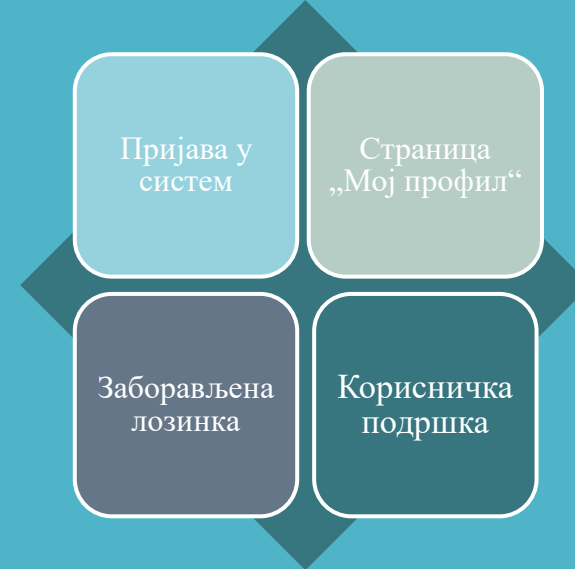 Пријава у
систем
Страница
„Мој профил“
Заборављена
лозинка
Корисничка
подршка